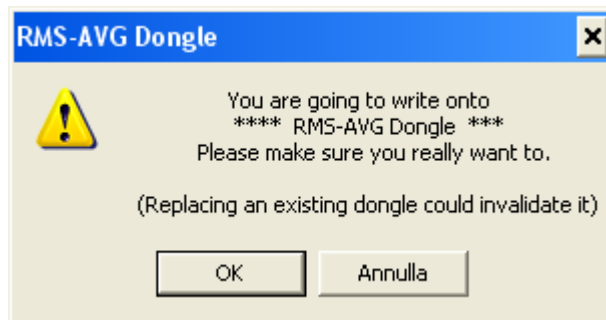 RMS-AVG Dongle
You are going to write onto
**** RMS-AVG Dongle ***
Please make sure you really want to.
(Replacing an existing dongle could invalidate it)
OK
Annulla